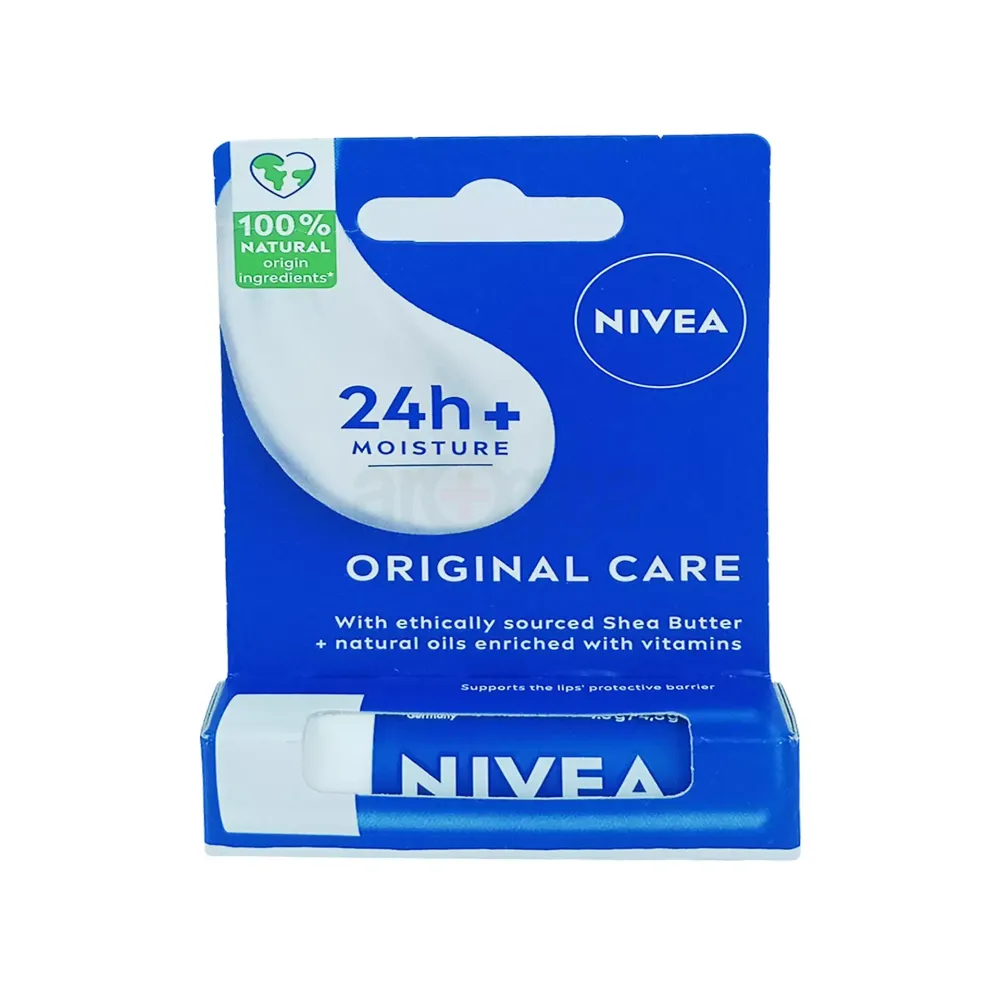 100%
NATURAL
origin
ingredients*
NIVEA
24h+
MOISTURE
ORIGINAL CARE
With ethically sourced Shea Butter
+ natural oils enriched with vitamins
Supports the lips' protective barrier
Germany
NIVEA